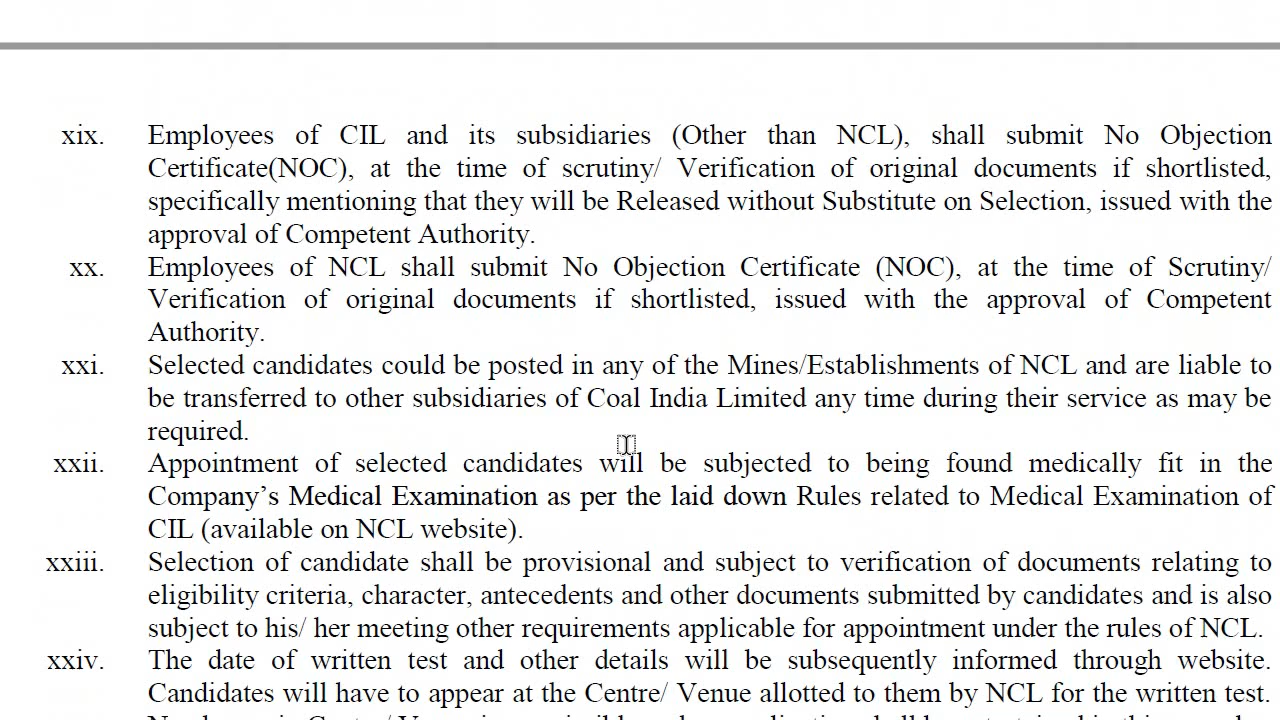 xix. Employees of CIL and its subsidiaries (Other than NCL), shall submit No Objection
Certificate(NOC), at the time of scrutiny/ Verification of original documents if shortlisted,
specifically mentioning that they will be Released without Substitute on Selection, issued with the
approval of Competent Authority.
xx. Employees of NCL shall submit No Objection Certificate (NOC), at the time of Scrutiny/
Verification of original documents if shortlisted, issued with the approval of Competent
Authority.
xxi. Selected candidates could be posted in any of the Mines/Establishments of NCL and are liable to
be transferred to other subsidiaries of Coal India Limited any time during their service as may be
required.
xxii. Appointment of selected candidates will be subjected to being found medically fit in the
Company’s Medical Examination as per the laid down Rules related to Medical Examination of
CIL (available on NCL website).
xxiii. Selection of candidate shall be provisional and subject to verification of documents relating to
eligibility criteria, character, antecedents and other documents submitted by candidates and is also
subject to his/ her meeting other requirements applicable for appointment under the rules of NCL.
xxiv. The date of written test and other details will be subsequently informed through website.
Candidates will have to appear at the Centre/ Venue allotted to them by NCL for the written test.